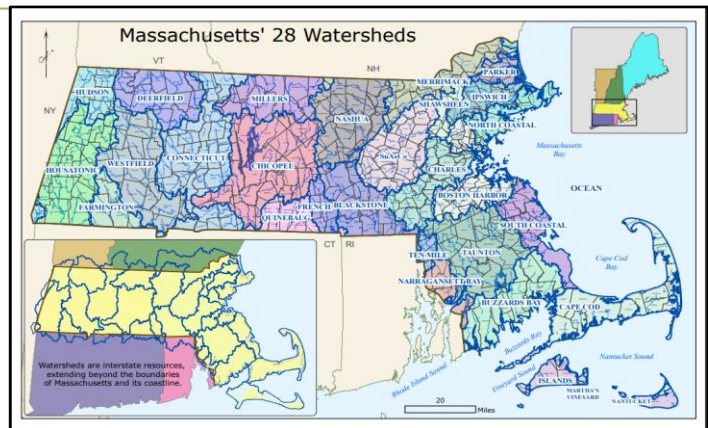 Massachusetts' 28 Watersheds
VT
NH
NY
HUDSON
DEERFIELD
MILLERS
NASHUA
MERRIMACK
PARKER
SHAWSHEEN
IPSWICH
NORTH COASTAL
HOUSATONIC
WESTFIELD
CONNECTICUT
CHICOPEE
SuAsCo
CHARLES
BOSTON HARBOR
Massachusetts
Bay
OCEAN
FARMINGTON
QUINEBAUG
FRENCH
BLACKSTONE
SOUTH COASTAL
CT
RI
TEN MILE
TAUNTON
NARRAGANSETT BAY
Cape Cod
Bay
BUZZARDS BAY
CAPE COD
Buzzards Bay
Nantucket Sound
Vineyard Sound
Rhode Island Sound
ISLANDS
MARTHA'S
VINEYARD
NANTUCKET
20
Miles
Watersheds are interstate resources,
extending beyond the boundaries
of Massachusetts and its coastline.